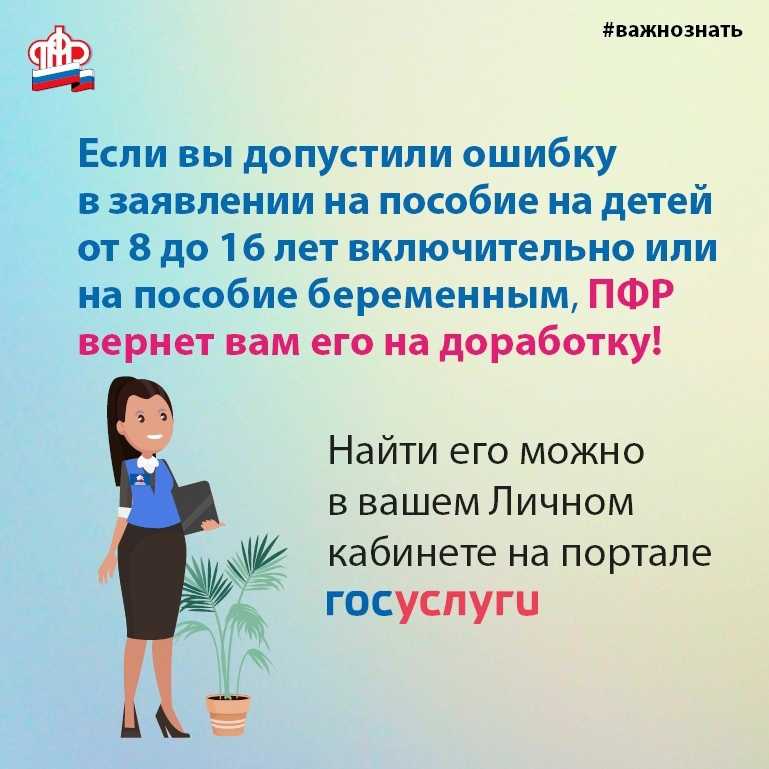 #важнознать
Если вы допустили ошибку
в заявлении на пособие на детей
от 8 до 16 лет включительно или
на пособие беременным, ПФР
вернет вам его на доработку!
Найти его можно
в вашем Личном
кабинете на портале
госуслуги